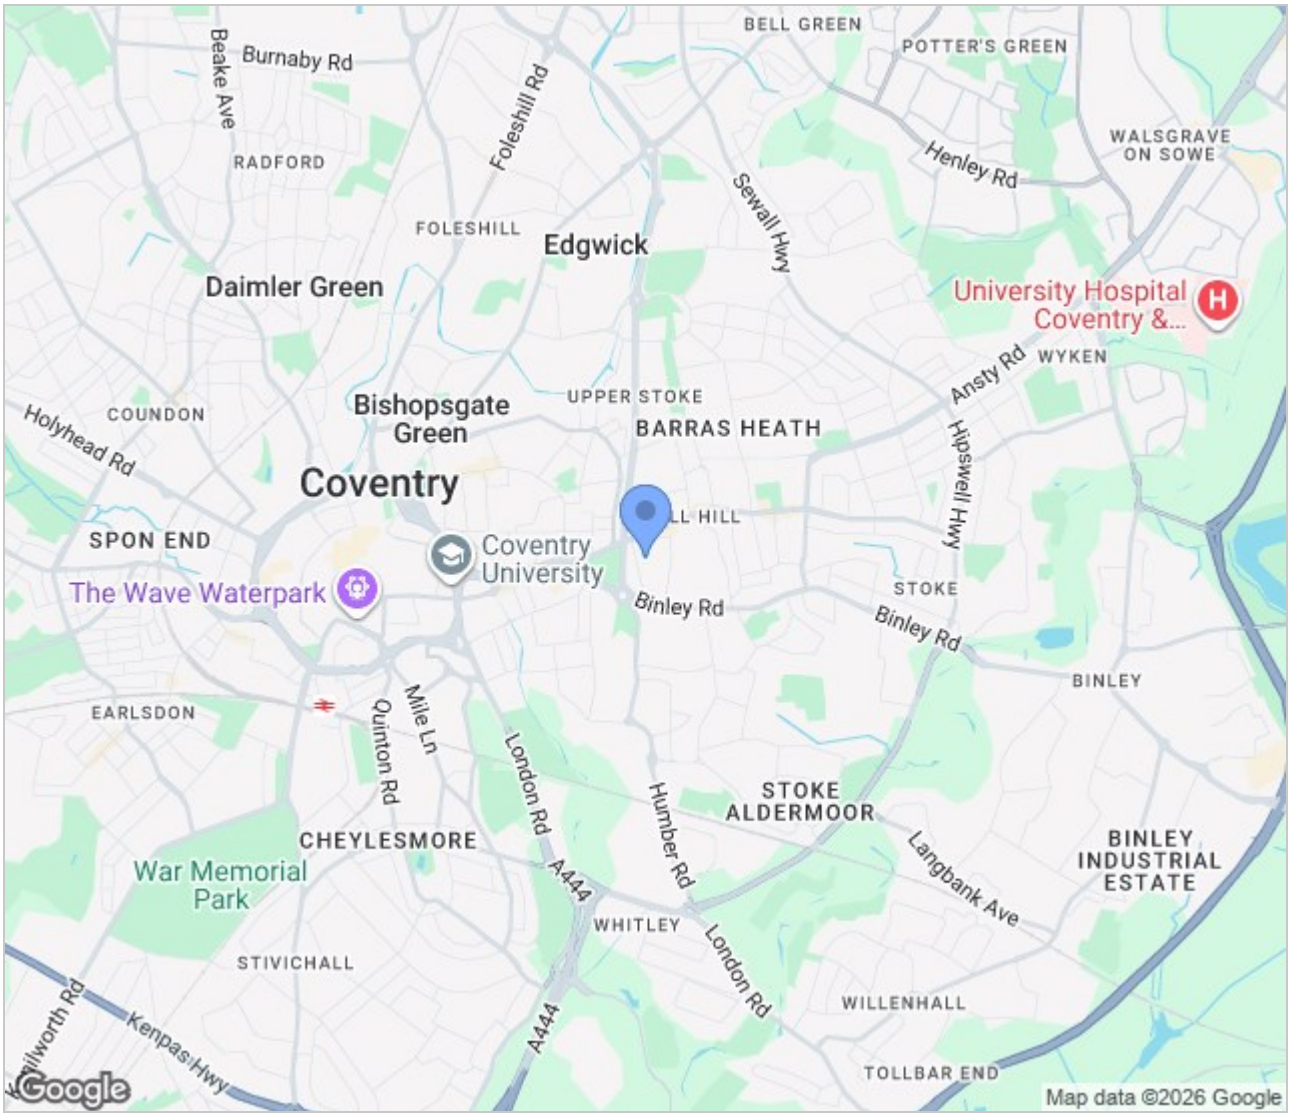 BELL GREEN
POTTER'S GREEN
Beake Ave
Burnaby Rd
Foleshill Rd
WALSGRAVE
ON SOWE
RADFORD
Henley Rd
Sewall Hwy
FOLESHILL
Edgwick
Daimler Green
University Hospital
Coventry &...
H
WYKEN
Ansty Rd
UPPER STOKE
Bishopsgate
Green
COUNDON
BARRAS HEATH
Holyhead Rd
Hipswell Hwy
Coventry
LL HILL
SPON END
Coventry
University
The Wave Waterpark
STOKE
Binley Rd
Binley Rd
BINLEY
EARLSDON
Mile Ln
Quinton Rd
London Rd
STOKE
ALDERMOOR
Humber Rd
CHEYLESMORE
BINLEY
INDUSTRIAL
ESTATE
Langbank Ave
War Memorial
Park
A444
WHITLEY
London Rd
STIVICHALL
WILLENHALL
A444
Kenpas Hwy
ilworth Rd
TOLLBAR END
Google
Map data ©2026 Google